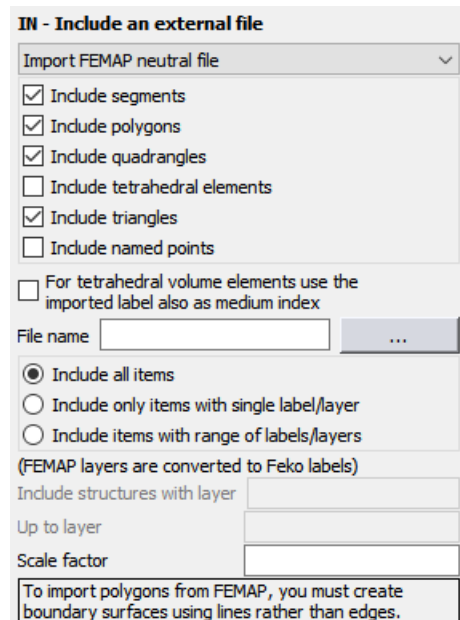 IN - Include an external file
Import FEMAP neutral file
Include segments
Include polygons
Include quadrangles
Include tetrahedral elements
Include triangles
Include named points
For tetrahedral volume elements use the
imported label also as medium index
File name
...
Include all items
Include only items with single label/layer
Include items with range of labels/layers
(FEMAP layers are converted to Feko labels)
Include structures with layer
Up to layer
Scale factor
To import polygons from FEMAP, you must create
boundary surfaces using lines rather than edges.